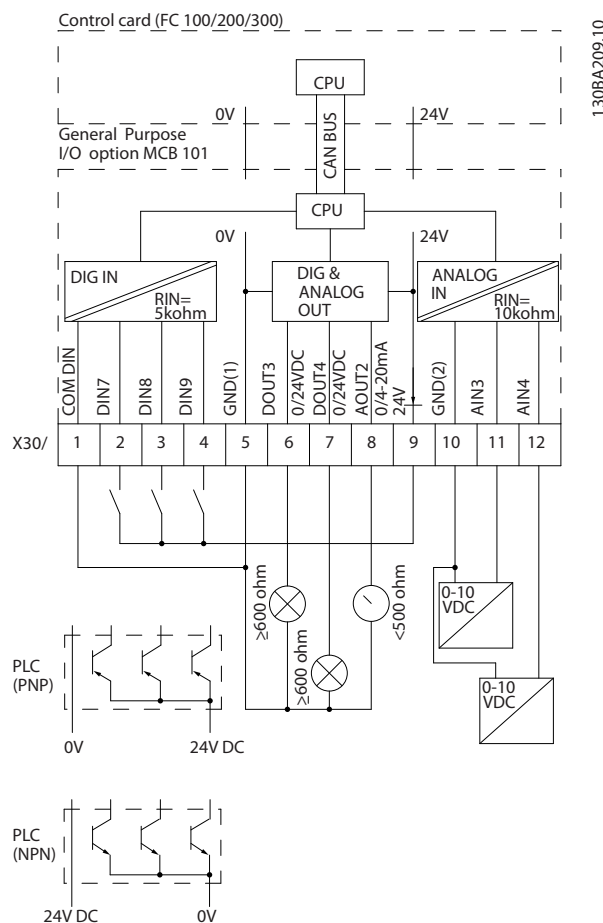 Control card (FC 100/200/300)
130BA209.10
CPU
0V
24V
General Purpose
I/O option MCB 101
CAN BUS
CPU
0V
24V
DIG IN
RIN=
5kohm
DIG &
ANALOG
OUT
ANALOG
IN
RIN=
10kohm
COM DIN
DIN7
DIN8
DIN9
GND(1)
DOUT3
0/24VDC
DOUT4
0/24VDC
AOUT2
0/4-20mA
24V
GND(2)
AIN3
AIN4
X30/
1
2
3
4
5
6
7
8
9
10
11
12
≥600 ohm
≥600 ohm
<500 ohm
0-10
VDC
0-10
VDC
PLC
(PNP)
0V
24V DC
PLC
(NPN)
24V DC
0V